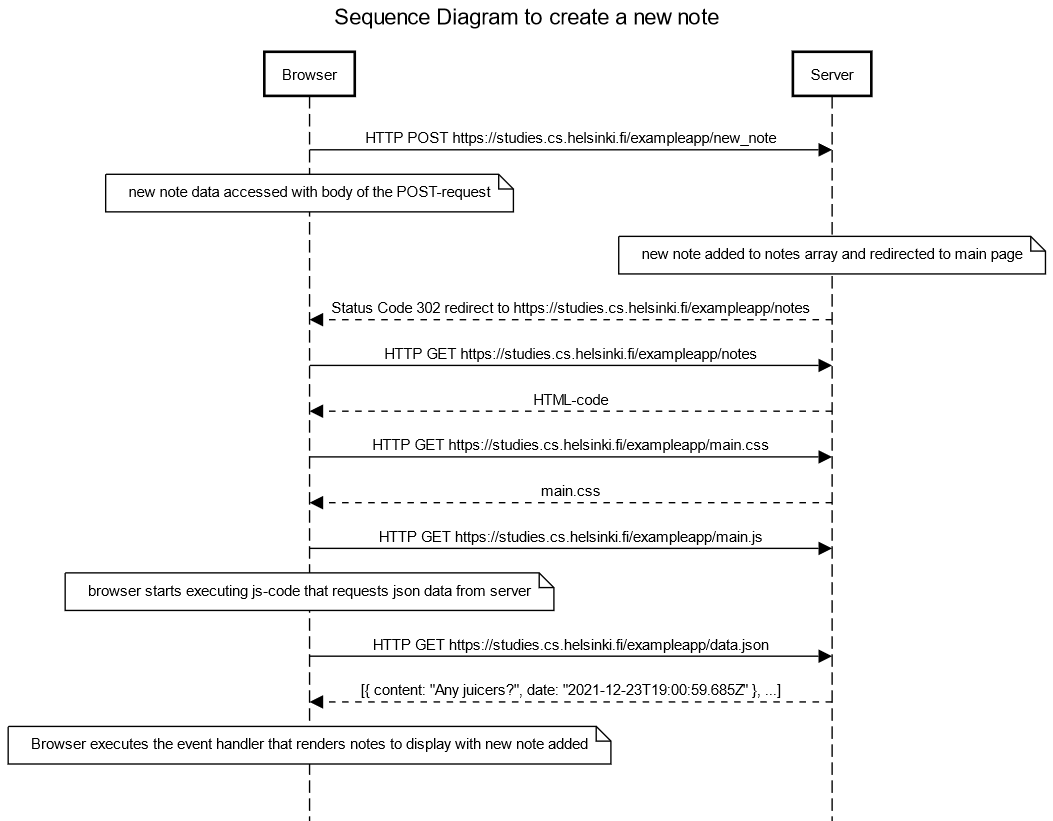 Sequence Diagram to create a new note
Browser
Server
HTTP POST https://studies.cs.helsinki.fi/exampleapp/new_note
new note data accessed with body of the POST-request
new note added to notes array and redirected to main page
Status Code 302 redirect to https://studies.cs.helsinki.fi/exampleapp/notes
HTTP GET https://studies.cs.helsinki.fi/exampleapp/notes
HTML-code
HTTP GET https://studies.cs.helsinki.fi/exampleapp/main.css
main.css
HTTP GET https://studies.cs.helsinki.fi/exampleapp/main.js
browser starts executing js-code that requests json data from server
HTTP GET https://studies.cs.helsinki.fi/exampleapp/data.json
[{ content: "Any juicers?", date: "2021-12-23T19:00:59.685Z" }, ...]
Browser executes the event handler that renders notes to display with new note added